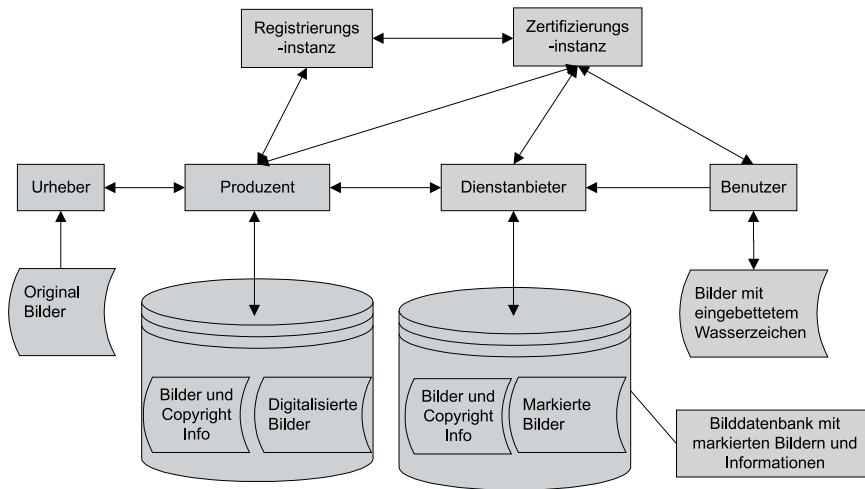 Registrierungs
-instanz
Zertifizierungs
-instanz
Urheber
Produzent
Dienstanbieter
Benutzer
Original
Bilder
Bilder mit
eingebettetem
Wasserzeichen
Bilder und
Copyright
Info
Digitalisierte
Bilder
Bilder und
Copyright
Info
Markierte
Bilder
Bilddatenbank mit
markierten Bildern und
Informationen